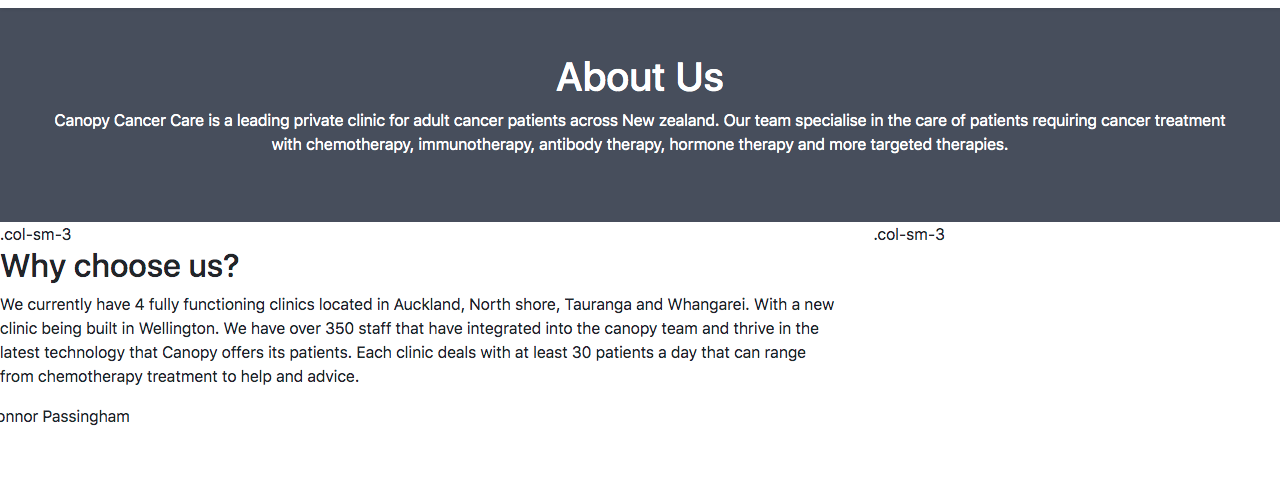 About Us
Canopy Cancer Care is a leading private clinic for adult cancer patients across New zealand. Our team specialise in the care of patients requiring cancer treatment
with chemotherapy, immunotherapy, antibody therapy, hormone therapy and more targeted therapies.
.col-sm-3
.col-sm-3
Why choose us?
We currently have 4 fully functioning clinics located in Auckland, North shore, Tauranga and Whangarei. With a new
clinic being built in Wellington. We have over 350 staff that have integrated into the canopy team and thrive in the
latest technology that Canopy offers its patients. Each clinic deals with at least 30 patients a day that can range
from chemotherapy treatment to help and advice.
onnor Passingham